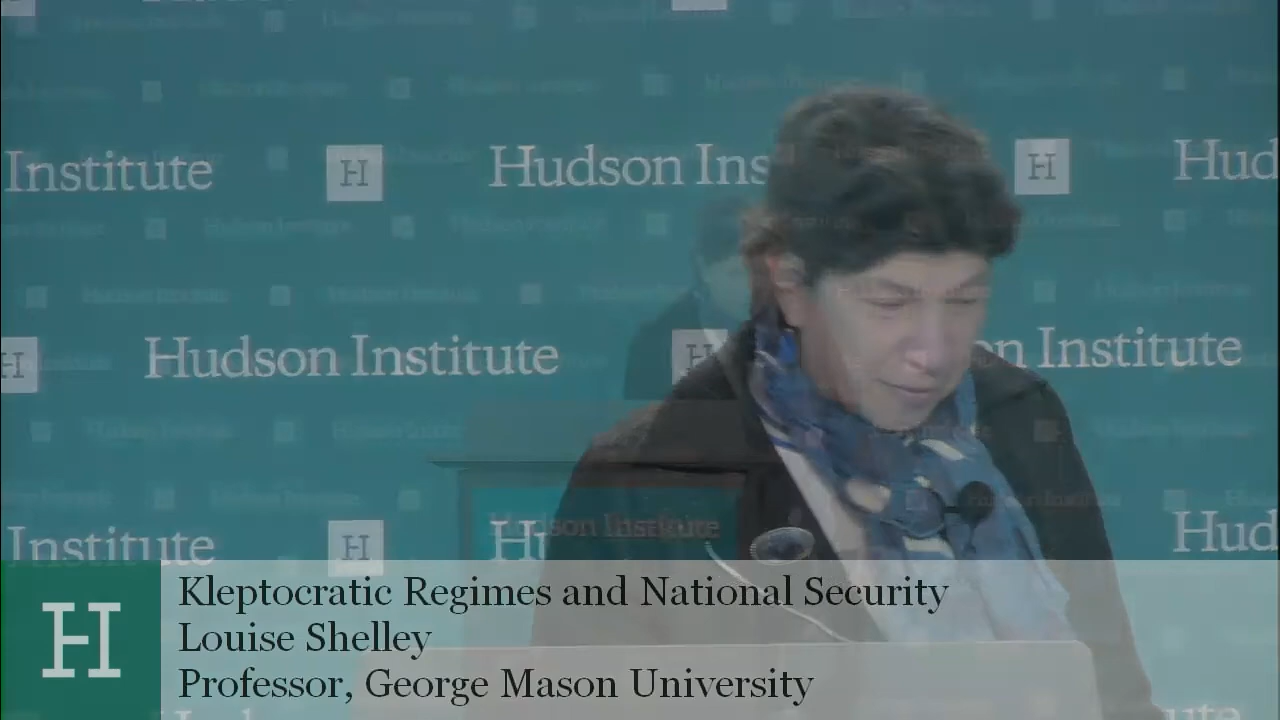 Institute H Hudson Ins H Hud
H Hudson Institute H on Institute
Hudson Institute
Institute H Hu Hud
H
Kleptocratic Regimes and National Security
Louise Shelley
Professor, George Mason University